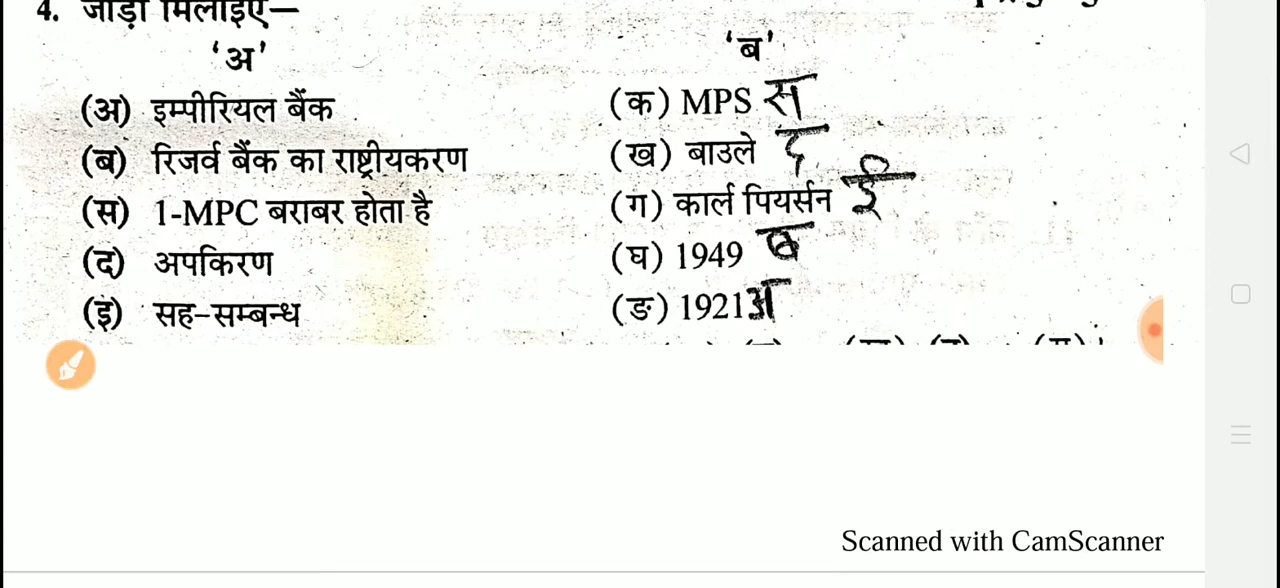 4. जोड़ी मिलाइए—
'अ' 'ब'
(अ) इम्पीरियल बैंक (क) MPS स
(ब) रिजर्व बैंक का राष्ट्रीयकरण (ख) बाउले द
(स) 1-MPC बराबर होता है (ग) कार्ल पियर्सन ई
(द) अपकिरण (घ) 1949 ब
(इ) सह-सम्बन्ध (ङ) 1921 अ
Scanned with CamScanner